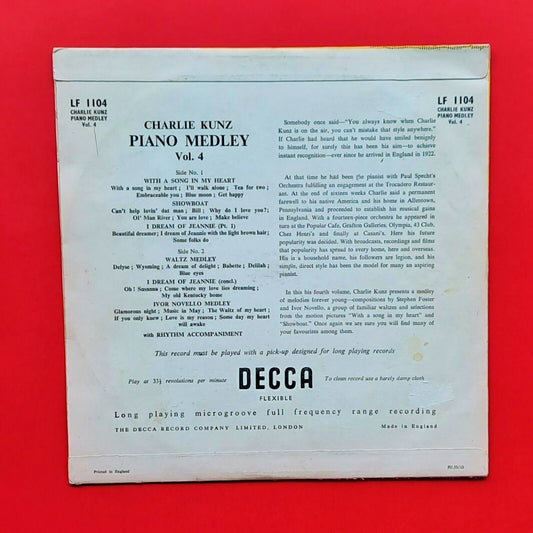 LF 1104
CHARLIE KUNZ
PIANO MEDLEY
Vol. 4
LF 1104
CHARLIE KUNZ
PIANO MEDLEY
Vol. 4
CHARLIE KUNZ
PIANO MEDLEY
Vol. 4
Side No. 1
WITH A SONG IN MY HEART
With a song in my heart ; I'll walk alone ; Tea for two ;
Embraceable you ; Blue moon ; Get happy
SHOWBOAT
Can't help lovin' dat man ; Bill ; Why do I love you? ;
Ol' Man River ; You are love ; Make believe
I DREAM OF JEANNIE (Pt. 1)
Beautiful dreamer ; I dream of Jeannie with the light brown hair ;
Some folks do
Side No. 2
WALTZ MEDLEY
Delyse ; Wyoming ; A dream of delight ; Babette ; Delilah ;
Blue eyes
I DREAM OF JEANNIE (concl.)
Oh ! Susanna ; Come where my love lies dreaming ;
My old Kentucky home
IVOR NOVELLO MEDLEY
Glamorous night ; Music in May ; The Waltz of my heart ;
If you only knew ; Love is my reason ; Some day my heart
will awake
with RHYTHM ACCOMPANIMENT
Somebody once said—"You always know when Charlie
Kunz is on the air, you can't mistake that style anywhere."
If Charlie had heard that he would have smiled benignly
to himself, for surely this has been his aim—to achieve
instant recognition—ever since he arrived in England in 1922.
At that time he had been the pianist with Paul Specht's
Orchestra fulfilling an engagement at the Trocadero Restaur-
ant. At the end of sixteen weeks Charlie said a permanent
farewell to his native America and his home in Allentown,
Pennsylvania and proceeded to establish his musical gains
in England. With a fourteen-piece orchestra he appeared in
turn at the Popular Cafe, Grafton Galleries, Olympia, 43 Club,
Chez Henri's and finally at Casani's. Here his future
popularity was decided. With broadcasts, recordings and films
that popularity has spread to every home, here and overseas.
His is a household name, his followers are legion, and his
simple, direct style has been the model for many an aspiring
pianist.
In this his fourth volume, Charlie Kunz presents a medley
of melodies forever young—compositions by Stephen Foster
and Ivor Novello, a group of familiar waltzes and selections
from the motion pictures "With a song in my heart" and
"Showboat." Once again we are sure you will find many of
your favourites among them.
This record must be played with a pick-up designed for long playing records
Play at 33⅓ revolutions per minute
DECCA
To clean record use a barely damp cloth
FLEXIBLE
Long playing microgroove full frequency range recording
THE DECCA RECORD COMPANY LIMITED, LONDON
Made in England
Printed in England